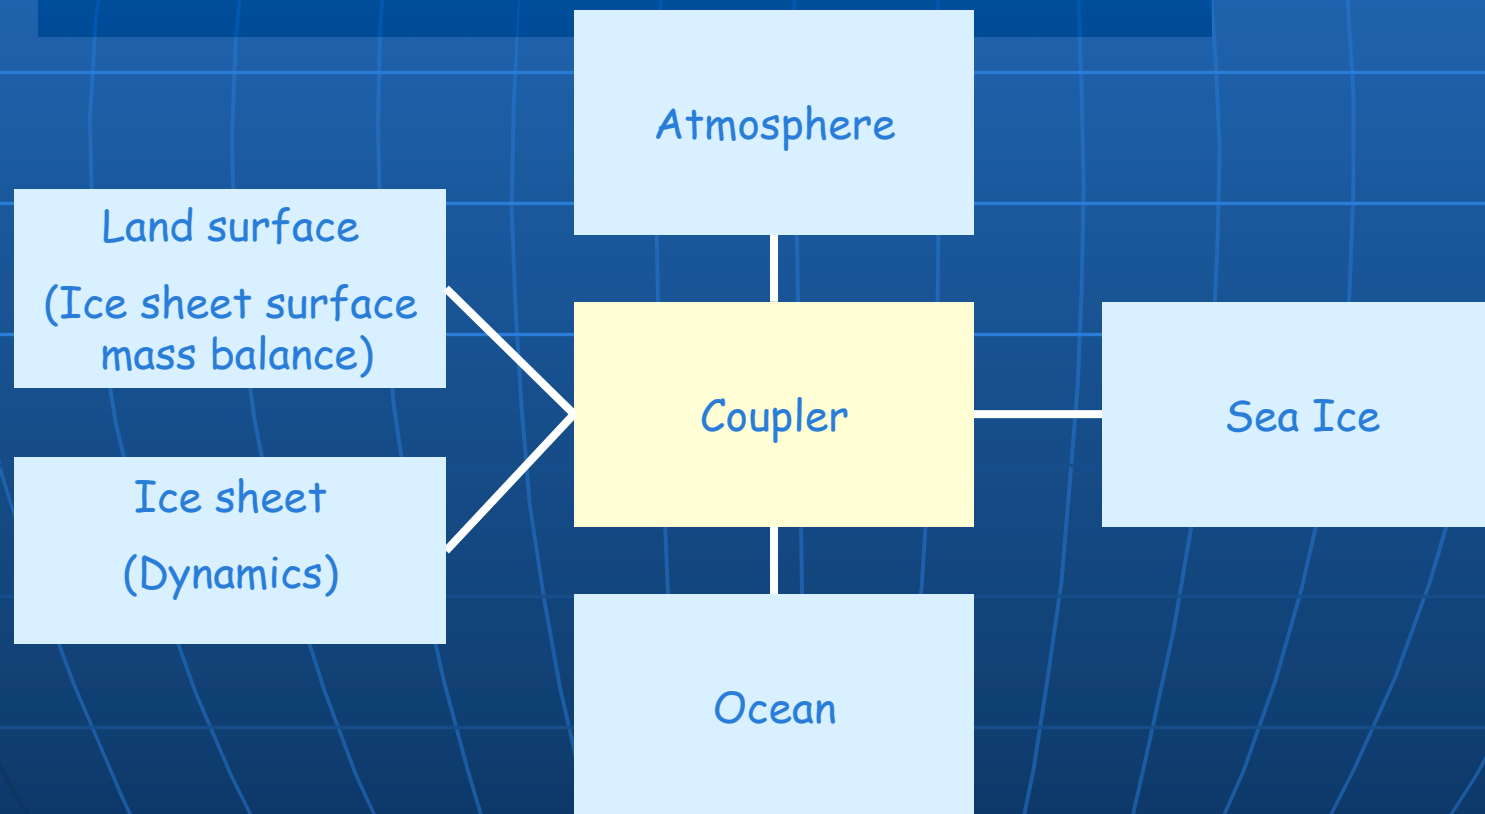 Atmosphere
Land surface
(Ice sheet surface
mass balance)
Coupler
Sea Ice
Ice sheet
(Dynamics)
Ocean